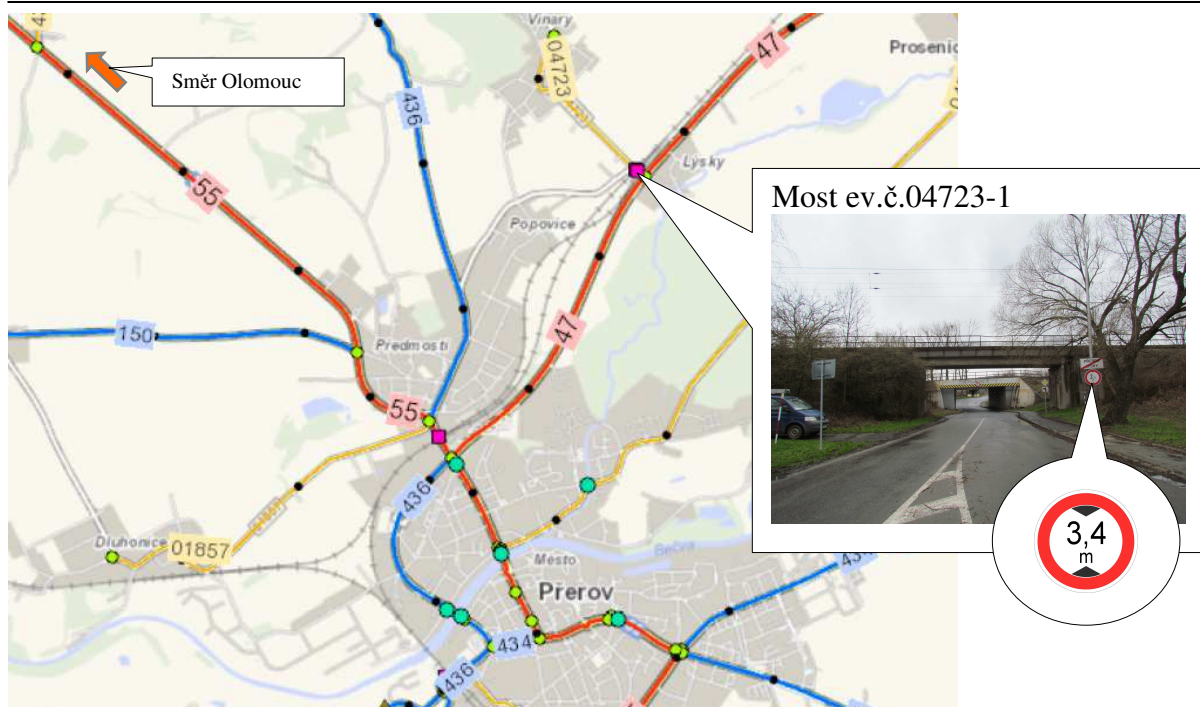 Vinary
47
Prosenic
Směr Olomouc
04723
436
55
Lýsky
Most ev.č.04723-1
Popovice
47
150
Předmostí
55
436
Dluhonice
01857
Město
Bečva
Přerov
434
436
3,4
m